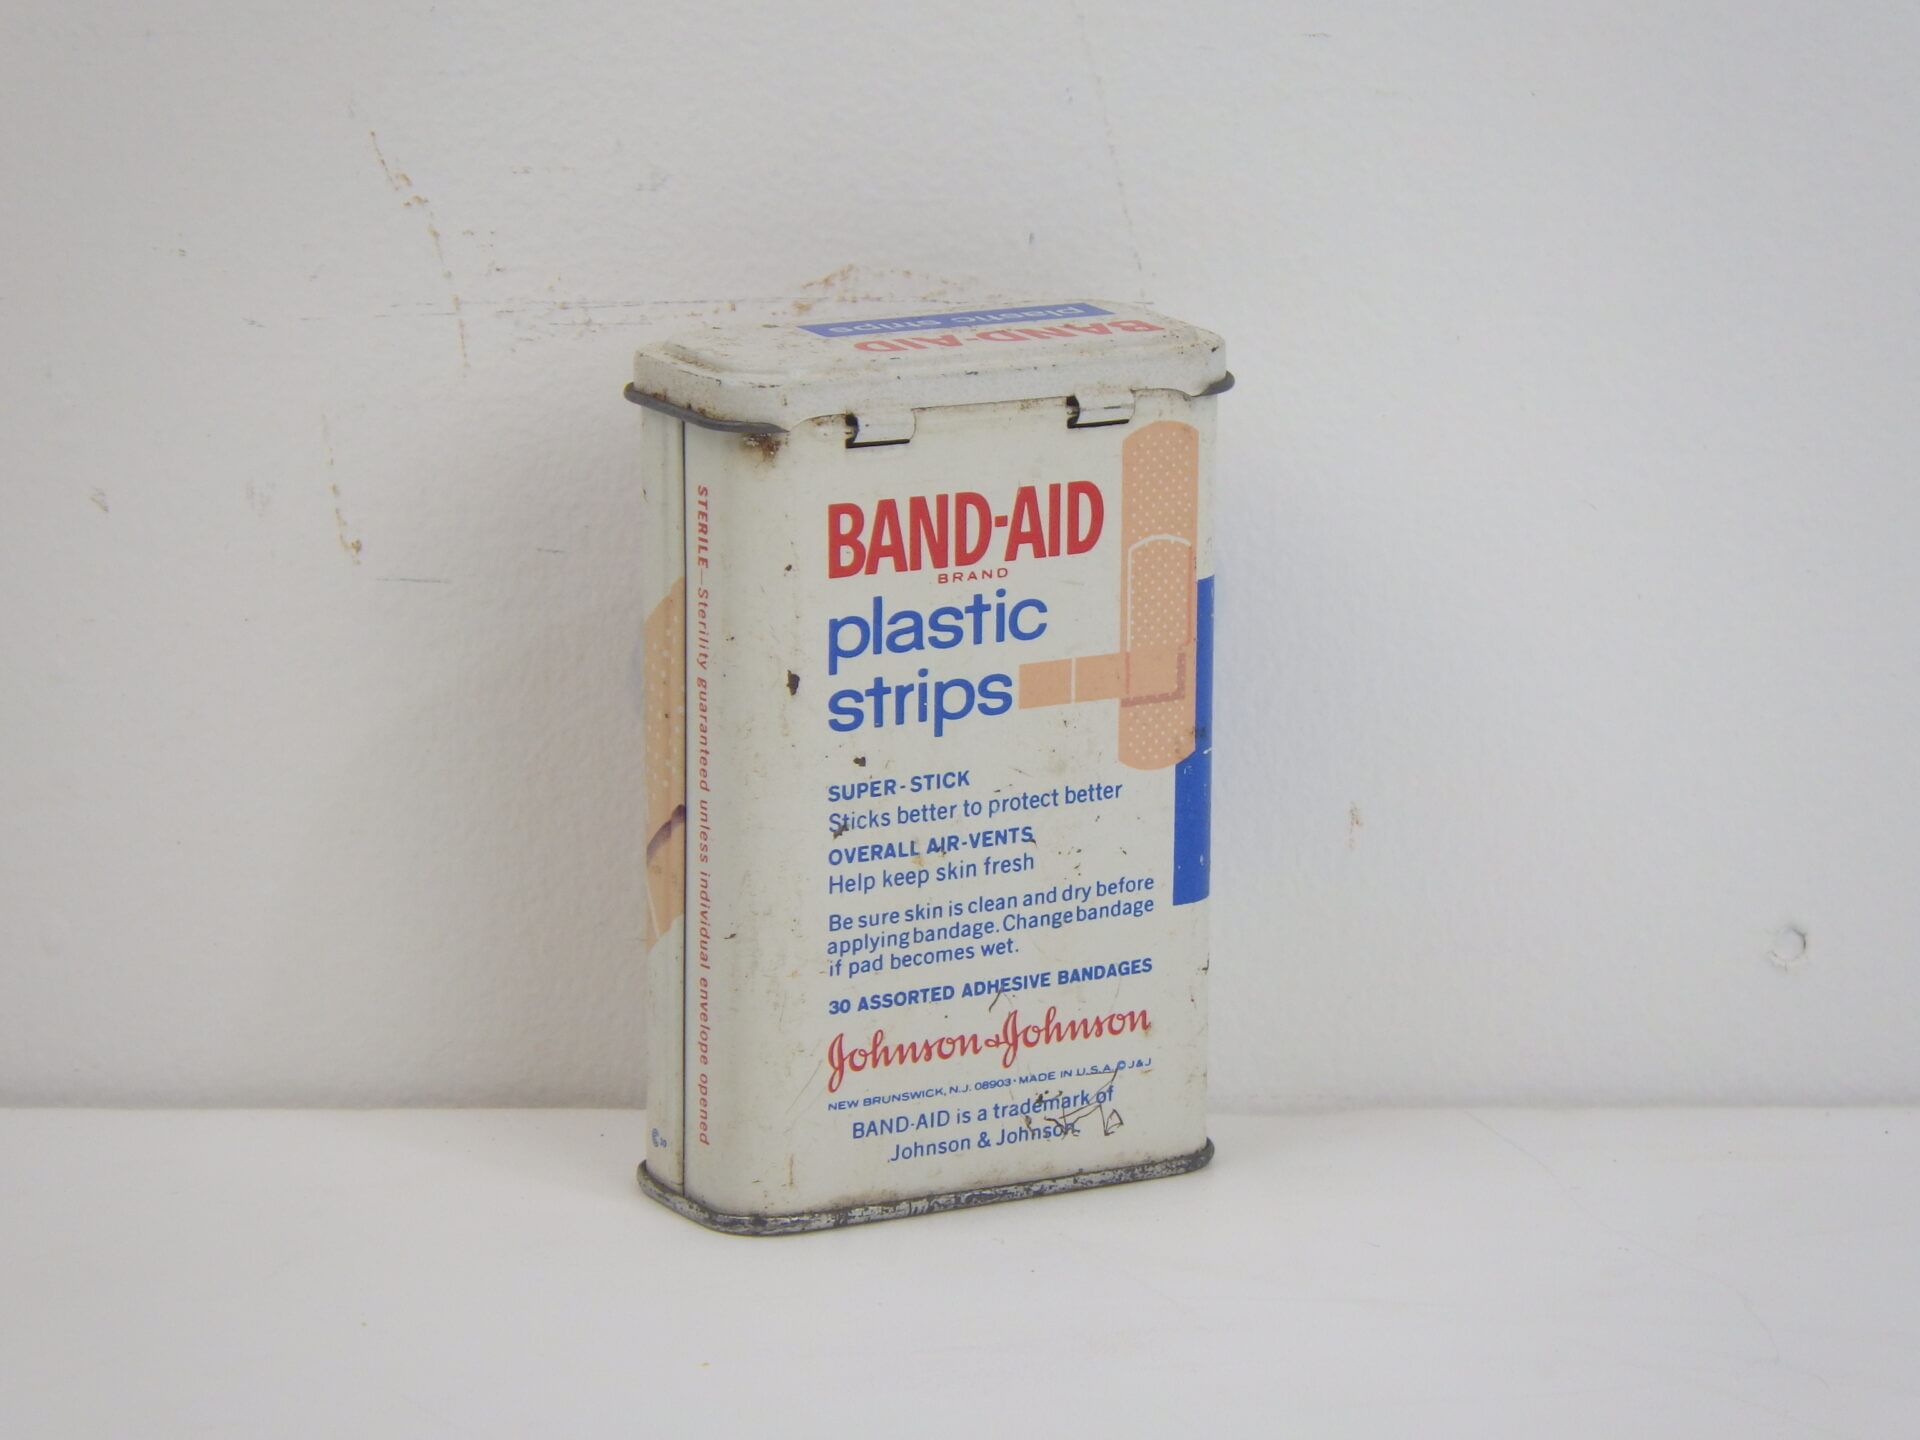 plastic strips
BAND-AID
BAND-AID
BRAND
plastic
strips
SUPER-STICK
Sticks better to protect better
OVERALL AIR-VENTS
Help keep skin fresh
Be sure skin is clean and dry before
applying bandage. Change bandage
if pad becomes wet.
30 ASSORTED ADHESIVE BANDAGES
Johnson & Johnson
NEW BRUNSWICK, N.J. 08903 • MADE IN U.S.A. © J&J
BAND-AID is a trademark of
Johnson & Johnson.
STERILE—Sterility guaranteed unless individual envelope opened